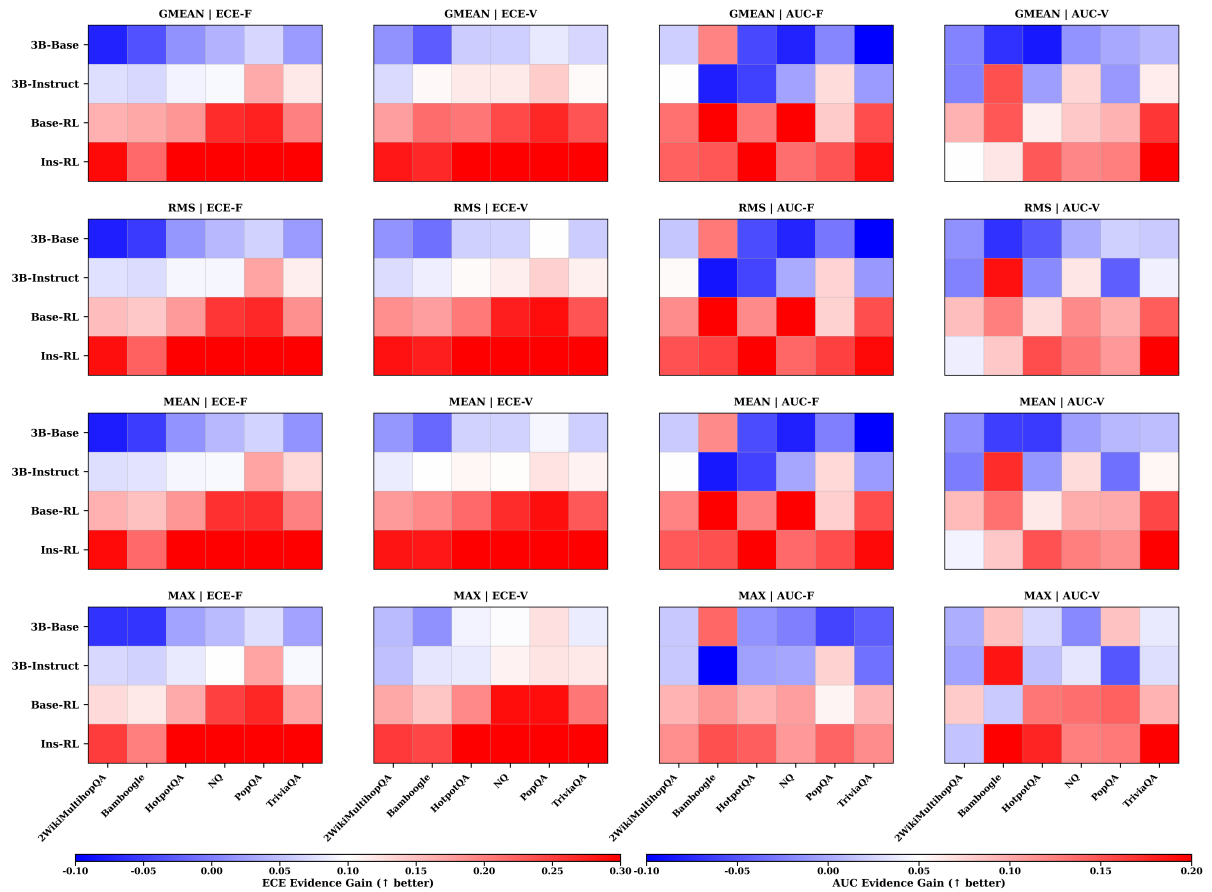 GMEAN | ECE-F
GMEAN | ECE-V
GMEAN | AUC-F
GMEAN | AUC-V
3B-Base
3B-Instruct
Base-RL
Ins-RL
RMS | ECE-F
RMS | ECE-V
RMS | AUC-F
RMS | AUC-V
3B-Base
3B-Instruct
Base-RL
Ins-RL
MEAN | ECE-F
MEAN | ECE-V
MEAN | AUC-F
MEAN | AUC-V
3B-Base
3B-Instruct
Base-RL
Ins-RL
MAX | ECE-F
MAX | ECE-V
MAX | AUC-F
MAX | AUC-V
3B-Base
3B-Instruct
Base-RL
Ins-RL
2WikiMultihopQA
Bamboogle
HotpotQA
NQ
PopQA
TriviaQA
2WikiMultihopQA
Bamboogle
HotpotQA
NQ
PopQA
TriviaQA
2WikiMultihopQA
Bamboogle
HotpotQA
NQ
PopQA
TriviaQA
2WikiMultihopQA
Bamboogle
HotpotQA
NQ
PopQA
TriviaQA
-0.10 -0.05 0.00 0.05 0.10 0.15 0.20 0.25 0.30
ECE Evidence Gain (↑ better)
-0.10 -0.05 0.00 0.05 0.10 0.15 0.20
AUC Evidence Gain (↑ better)